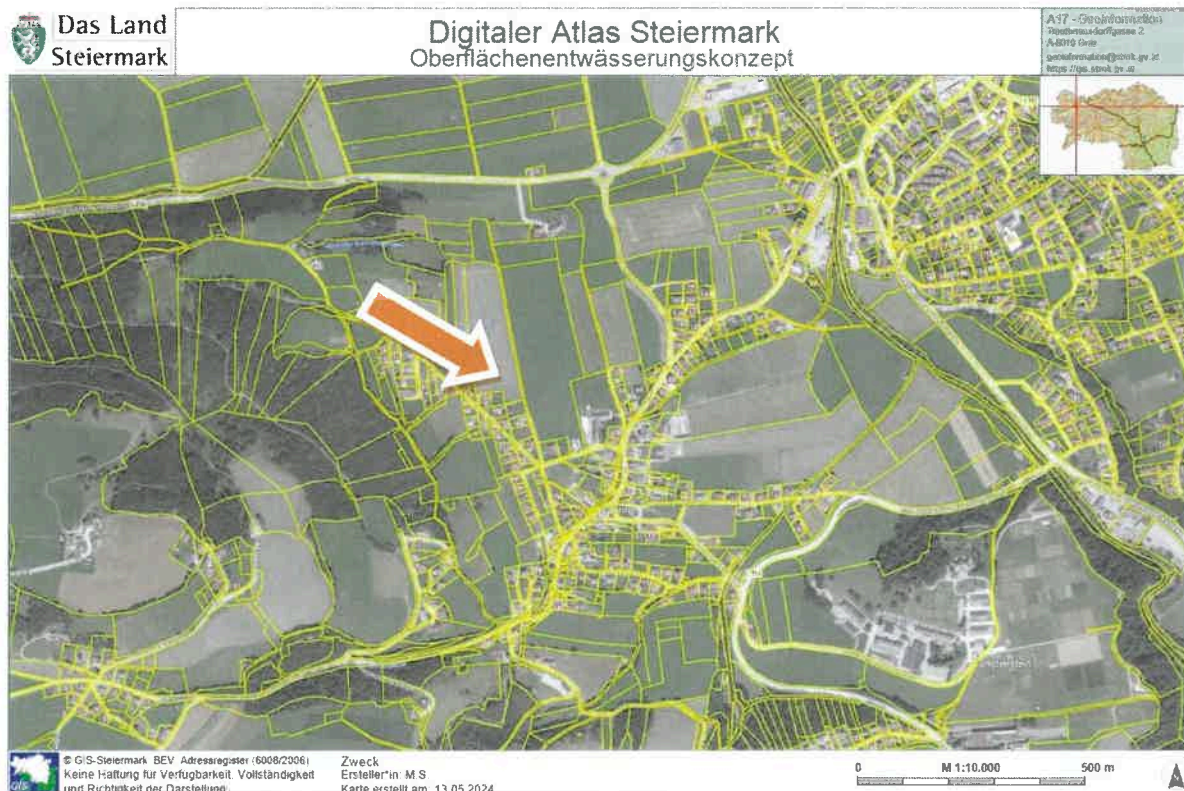 Das Land
Steiermark
Digitaler Atlas Steiermark
Oberflächenentwässerungskonzept
A17 - Geoinformation
A-8010 Graz
© GIS-Steiermark BEV Adressregister (6008/2006)
Keine Haftung für Verfügbarkeit, Vollständigkeit
und Richtigkeit der Darstellung
GIS
Zweck
Ersteller*in: M.S
Karte erstellt am: 13.05.2024
0 M 1:10.000 500 m